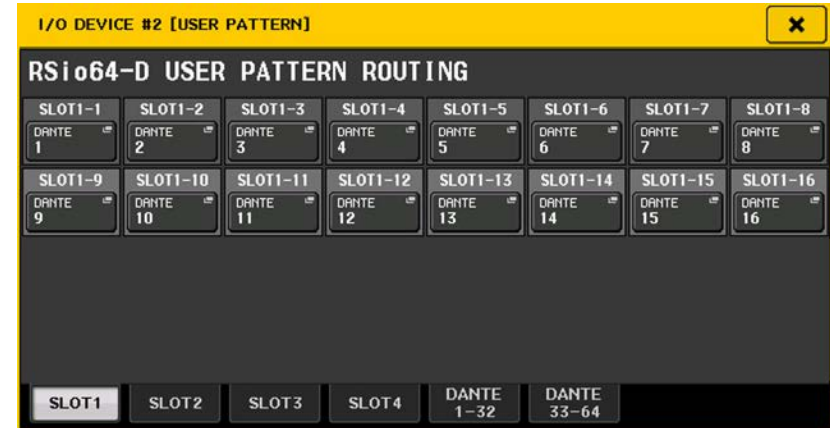 I/O DEVICE #2 [USER PATTERN]
RSio64-D USER PATTERN ROUTING
SLOT1-1 SLOT1-2 SLOT1-3 SLOT1-4 SLOT1-5 SLOT1-6 SLOT1-7 SLOT1-8
DANTE DANTE DANTE DANTE DANTE DANTE DANTE DANTE
1 2 3 4 5 6 7 8
SLOT1-9 SLOT1-10 SLOT1-11 SLOT1-12 SLOT1-13 SLOT1-14 SLOT1-15 SLOT1-16
DANTE DANTE DANTE DANTE DANTE DANTE DANTE DANTE
9 10 11 12 13 14 15 16
SLOT1 SLOT2 SLOT3 SLOT4 DANTE 1-32 DANTE 33-64